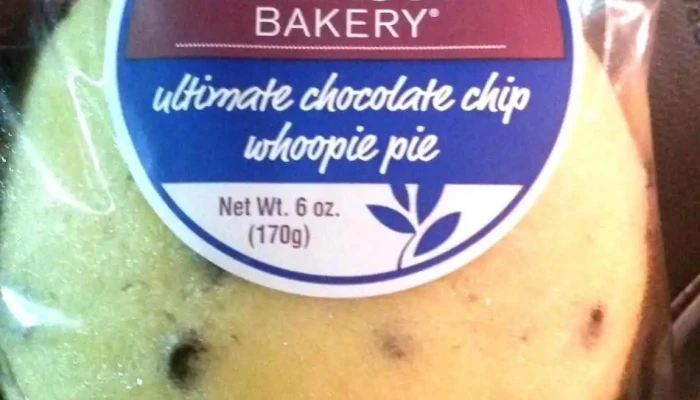 BAKERY®
ultimate chocolate chip
whoopie pie
Net Wt. 6 oz.
(170g)